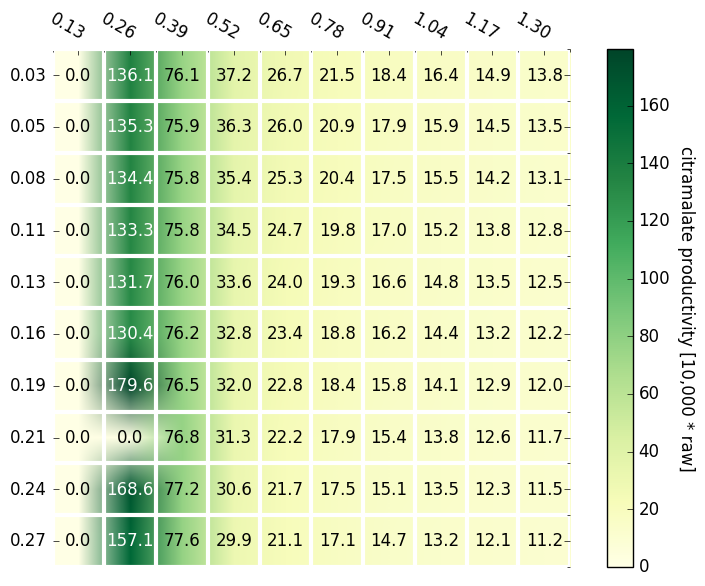 0.13 0.26 0.39 0.52 0.65 0.78 0.91 1.04 1.17 1.30
0.03 0.0 136.1 76.1 37.2 26.7 21.5 18.4 16.4 14.9 13.8
0.05 0.0 135.3 75.9 36.3 26.0 20.9 17.9 15.9 14.5 13.5
0.08 0.0 134.4 75.8 35.4 25.3 20.4 17.5 15.5 14.2 13.1
0.11 0.0 133.3 75.8 34.5 24.7 19.8 17.0 15.2 13.8 12.8
0.13 0.0 131.7 76.0 33.6 24.0 19.3 16.6 14.8 13.5 12.5
0.16 0.0 130.4 76.2 32.8 23.4 18.8 16.2 14.4 13.2 12.2
0.19 0.0 179.6 76.5 32.0 22.8 18.4 15.8 14.1 12.9 12.0
0.21 0.0 0.0 76.8 31.3 22.2 17.9 15.4 13.8 12.6 11.7
0.24 0.0 168.6 77.2 30.6 21.7 17.5 15.1 13.5 12.3 11.5
0.27 0.0 157.1 77.6 29.9 21.1 17.1 14.7 13.2 12.1 11.2
160
140
120
100
80
60
40
20
0
citramalate productivity [10,000 * raw]